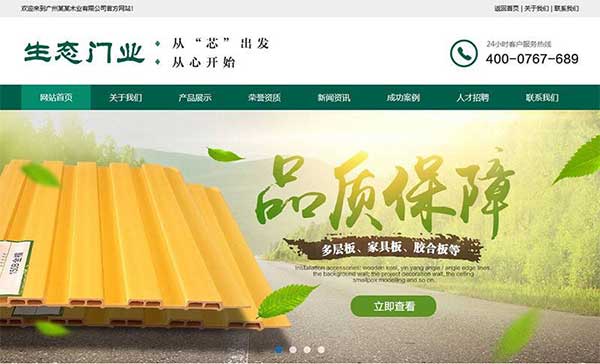 欢迎来到广州某某木业有限公司官方网站！
返回首页 | 关于我们 | 联系我们
生态门业
从“芯”出发
从心开始
24小时客户服务热线
400-0767-689
网站首页 关于我们 产品展示 荣誉资质 新闻资讯 成功案例 人才招聘 联系我们
品质保障
多层板、家具板、胶合板等
Installation accessories: wooden keel, yin yang angle / angle edge lines,
the background wall, the project decoration wall, the ceiling
smallpox modeling and so on.
立即查看